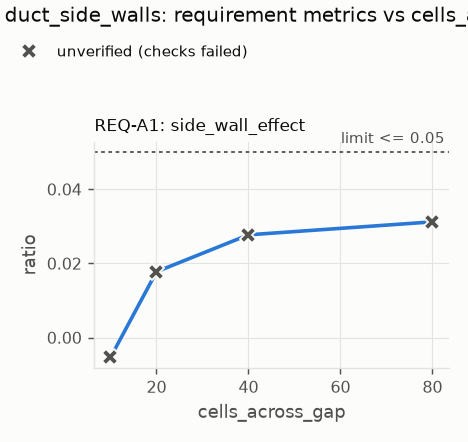 duct_side_walls: requirement metrics vs cells_
unverified (checks failed)
REQ-A1: side_wall_effect
limit <= 0.05
0.04
0.02
0.00
ratio
20 40 60 80
cells_across_gap